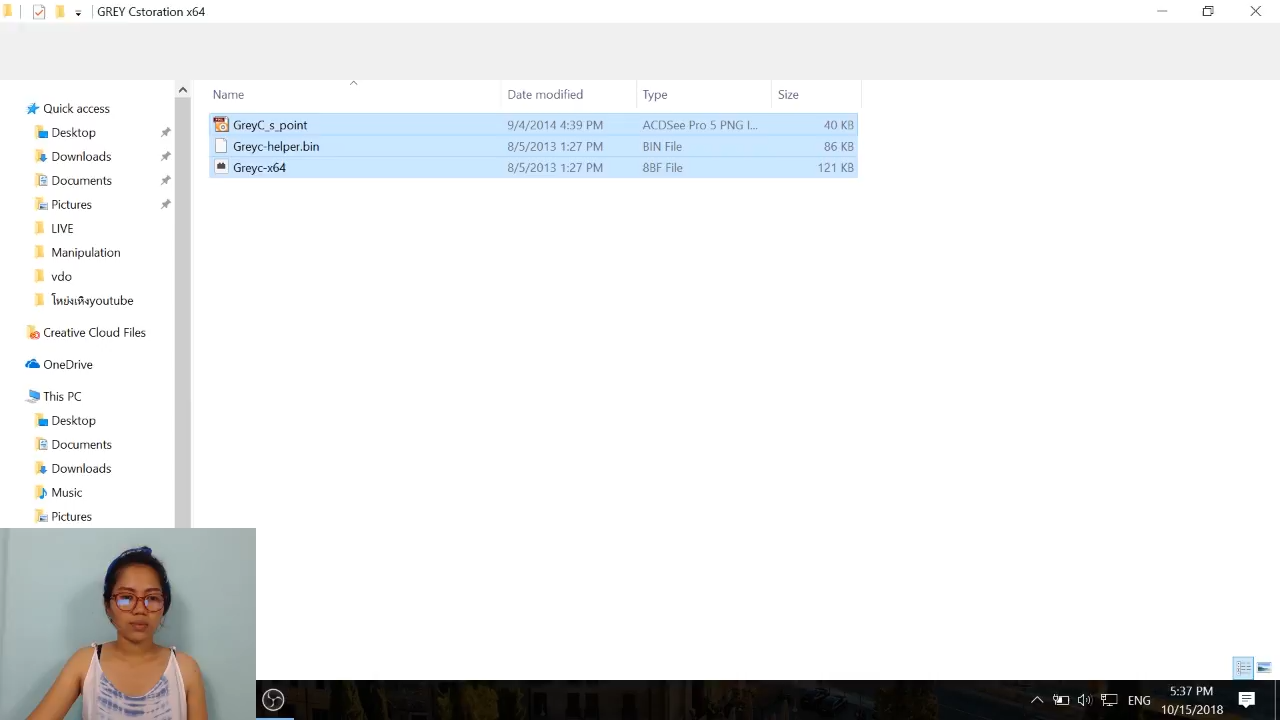 GREY Cstoration x64
Name
Date modified
Type
Size
GreyC_s_point
9/4/2014 4:39 PM
ACDSee Pro 5 PNG I...
40 KB
Greyc-helper.bin
8/5/2013 1:27 PM
BIN File
86 KB
Greyc-x64
8/5/2013 1:27 PM
8BF File
121 KB
Quick access
Desktop
Downloads
Documents
Pictures
LIVE
Manipulation
vdo
โหย่งเหิงyoutube
Creative Cloud Files
OneDrive
This PC
Desktop
Documents
Downloads
Music
Pictures
ENG
5:37 PM
10/15/2018